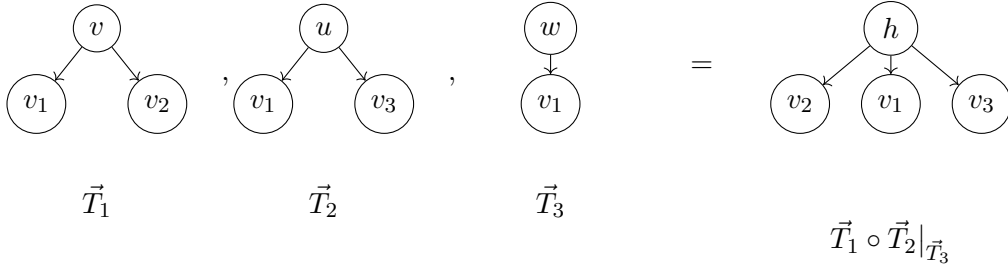 v , u , w = h
v₁ v₂ v₁ v₃ v₁ v₂ v₁ v₃
T⃗₁ T⃗₂ T⃗₃
T⃗₁ ∘ T⃗₂|T⃗₃